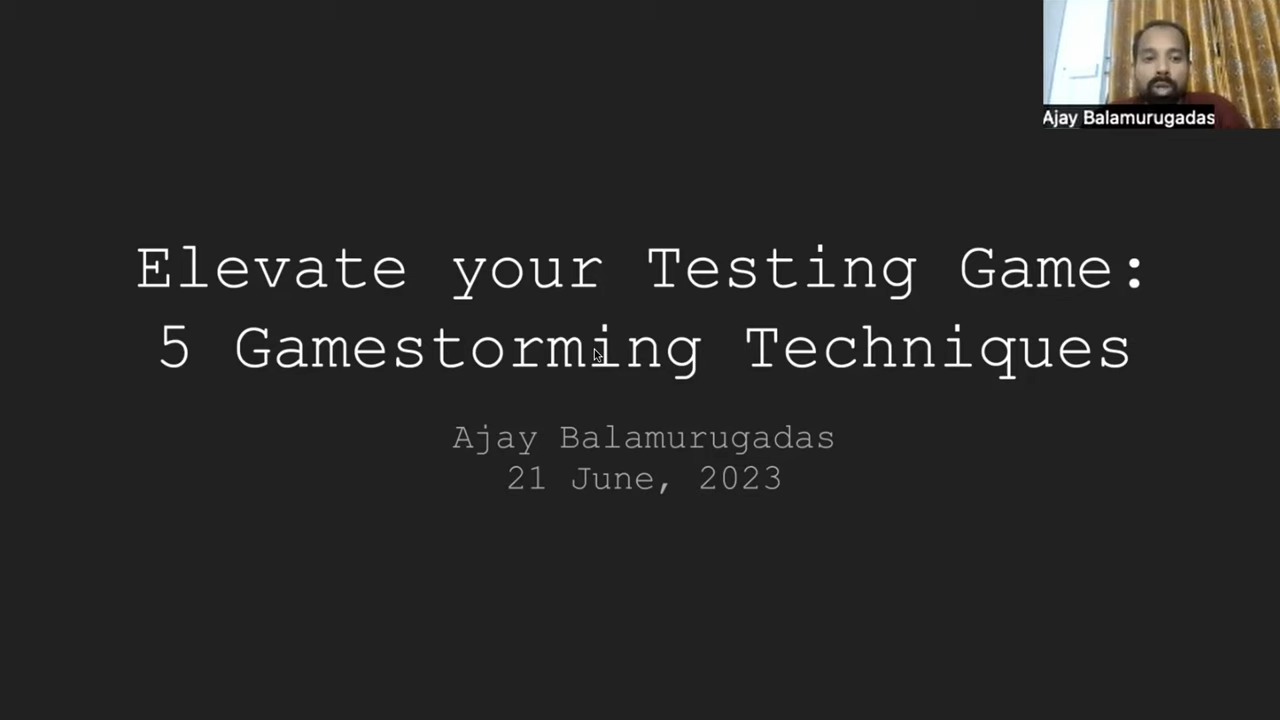 Ajay Balamurugadas
Elevate your Testing Game:
5 Gamestorming Techniques
Ajay Balamurugadas
21 June, 2023